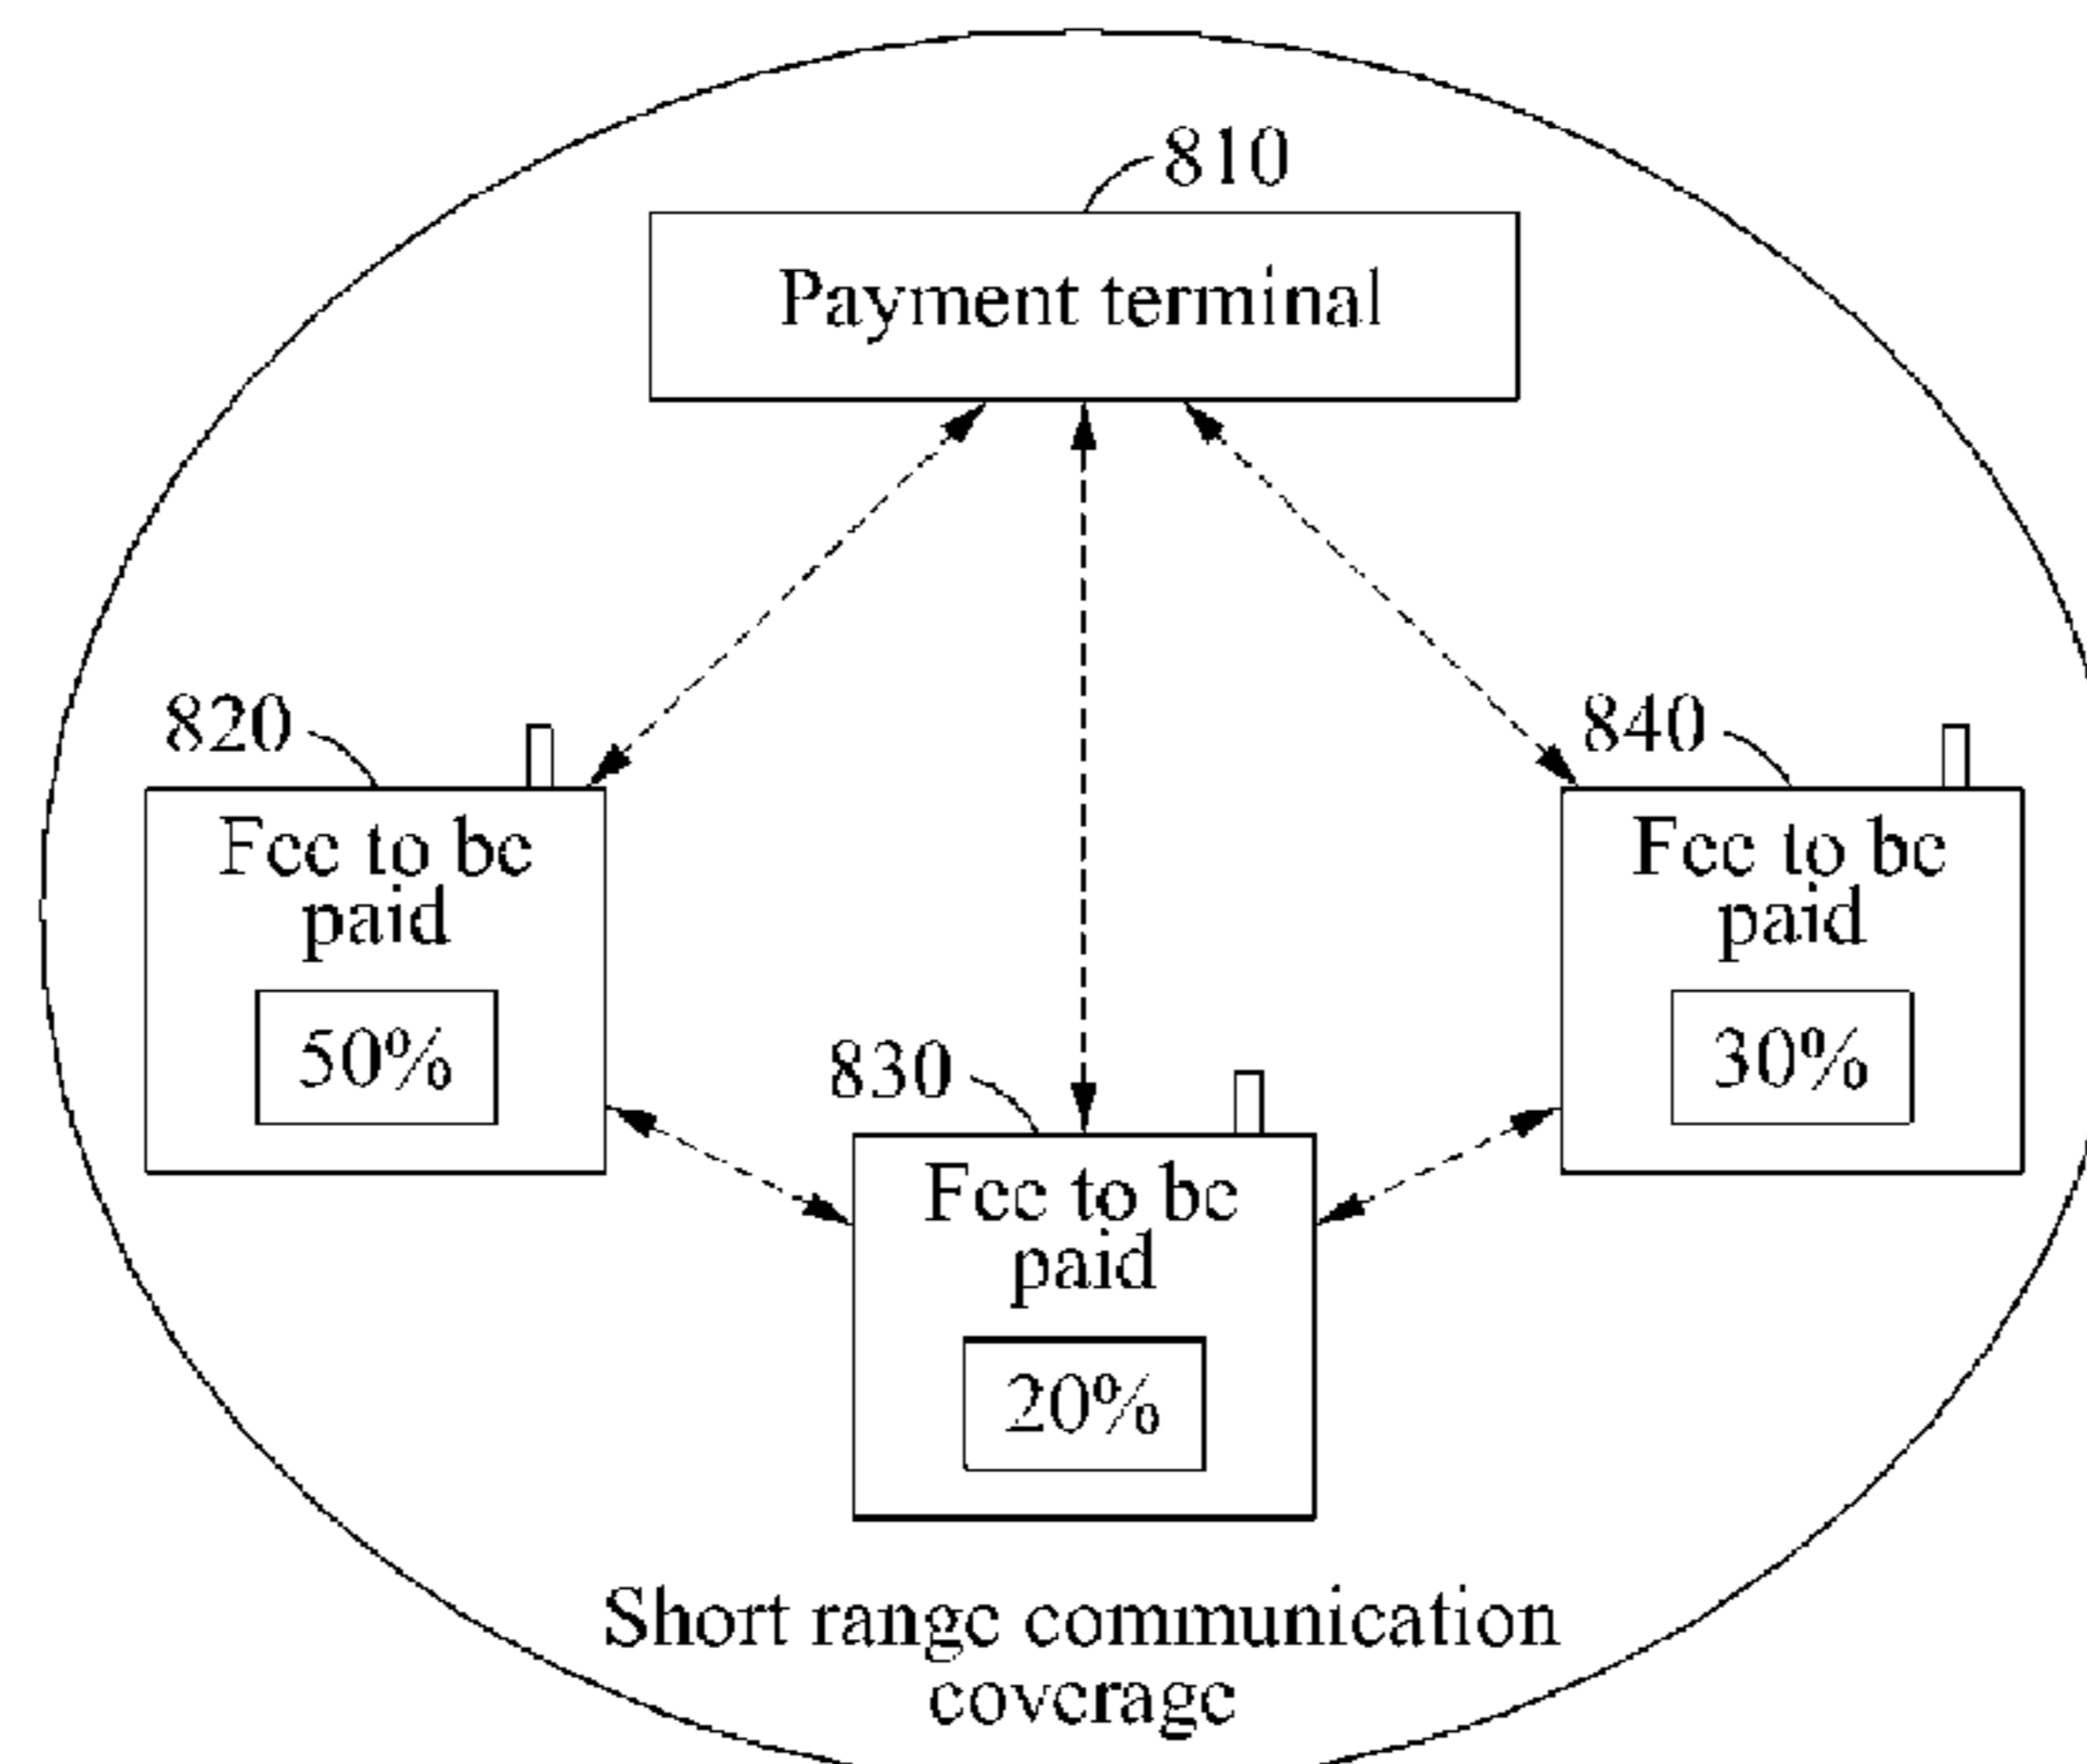 810
Payment terminal
820
Fee to be
paid
50%
840
Fee to be
paid
30%
830
Fee to be
paid
20%
Short range communication
coverage